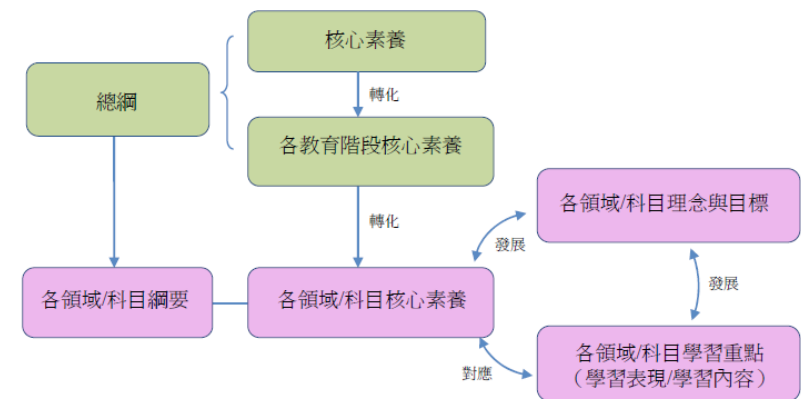 核心素養
轉化
總綱
各教育階段核心素養
轉化
各領域/科目理念與目標
發展
發展
各領域/科目綱要
各領域/科目核心素養
對應
各領域/科目學習重點
（學習表現/學習內容）